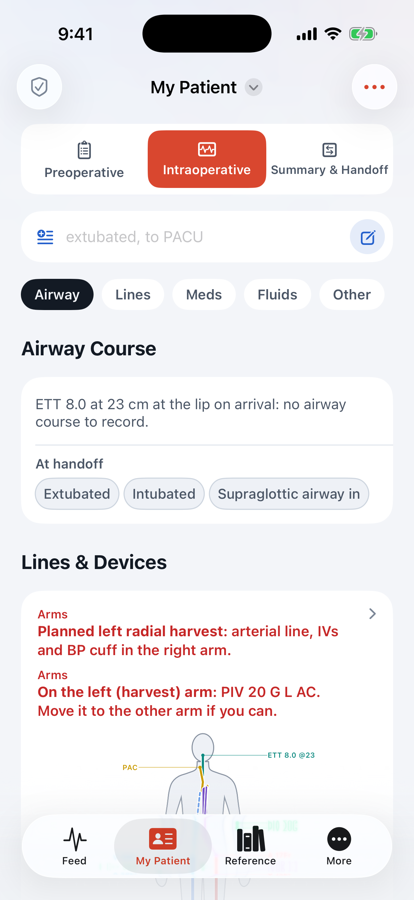 9:41
My Patient
Preoperative
Intraoperative
Summary & Handoff
extubated, to PACU
Airway
Lines
Meds
Fluids
Other
Airway Course
ETT 8.0 at 23 cm at the lip on arrival: no airway
course to record.
At handoff
Extubated
Intubated
Supraglottic airway in
Lines & Devices
Arms
Planned left radial harvest: arterial line, IVs
and BP cuff in the right arm.
Arms
On the left (harvest) arm: PIV 20 G L AC.
Move it to the other arm if you can.
ETT 8.0 @23
PAC
Feed
My Patient
Reference
More